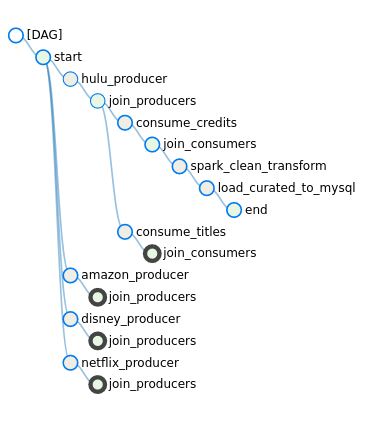 [DAG]
start
hulu_producer
join_producers
consume_credits
join_consumers
spark_clean_transform
load_curated_to_mysql
end
consume_titles
join_consumers
amazon_producer
join_producers
disney_producer
join_producers
netflix_producer
join_producers